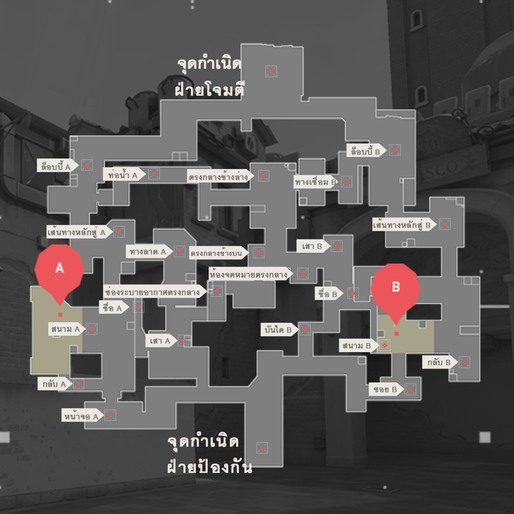 จุดกำเนิด
ฝ่ายโจมตี
ล็อบบี้ B
ล็อบบี้ A
ท่อน้ำ A
ตรงกลางข้างล่าง
ทางเชื่อม B
เส้นทางหลักสู่ A
เส้นทางหลักสู่ B
ทางลาด A
ตรงกลางข้างบน
เสา B
A
ห้องจดหมายตรงกลาง
B
ช่องระบายอากาศตรงกลาง
ชื่อ B
ชื่อ A
สนาม A
บันได B
เสา A
สนาม B
กลับ B
กลับ A
ซอย B
หน้าจอ A
จุดกำเนิด
ฝ่ายป้องกัน